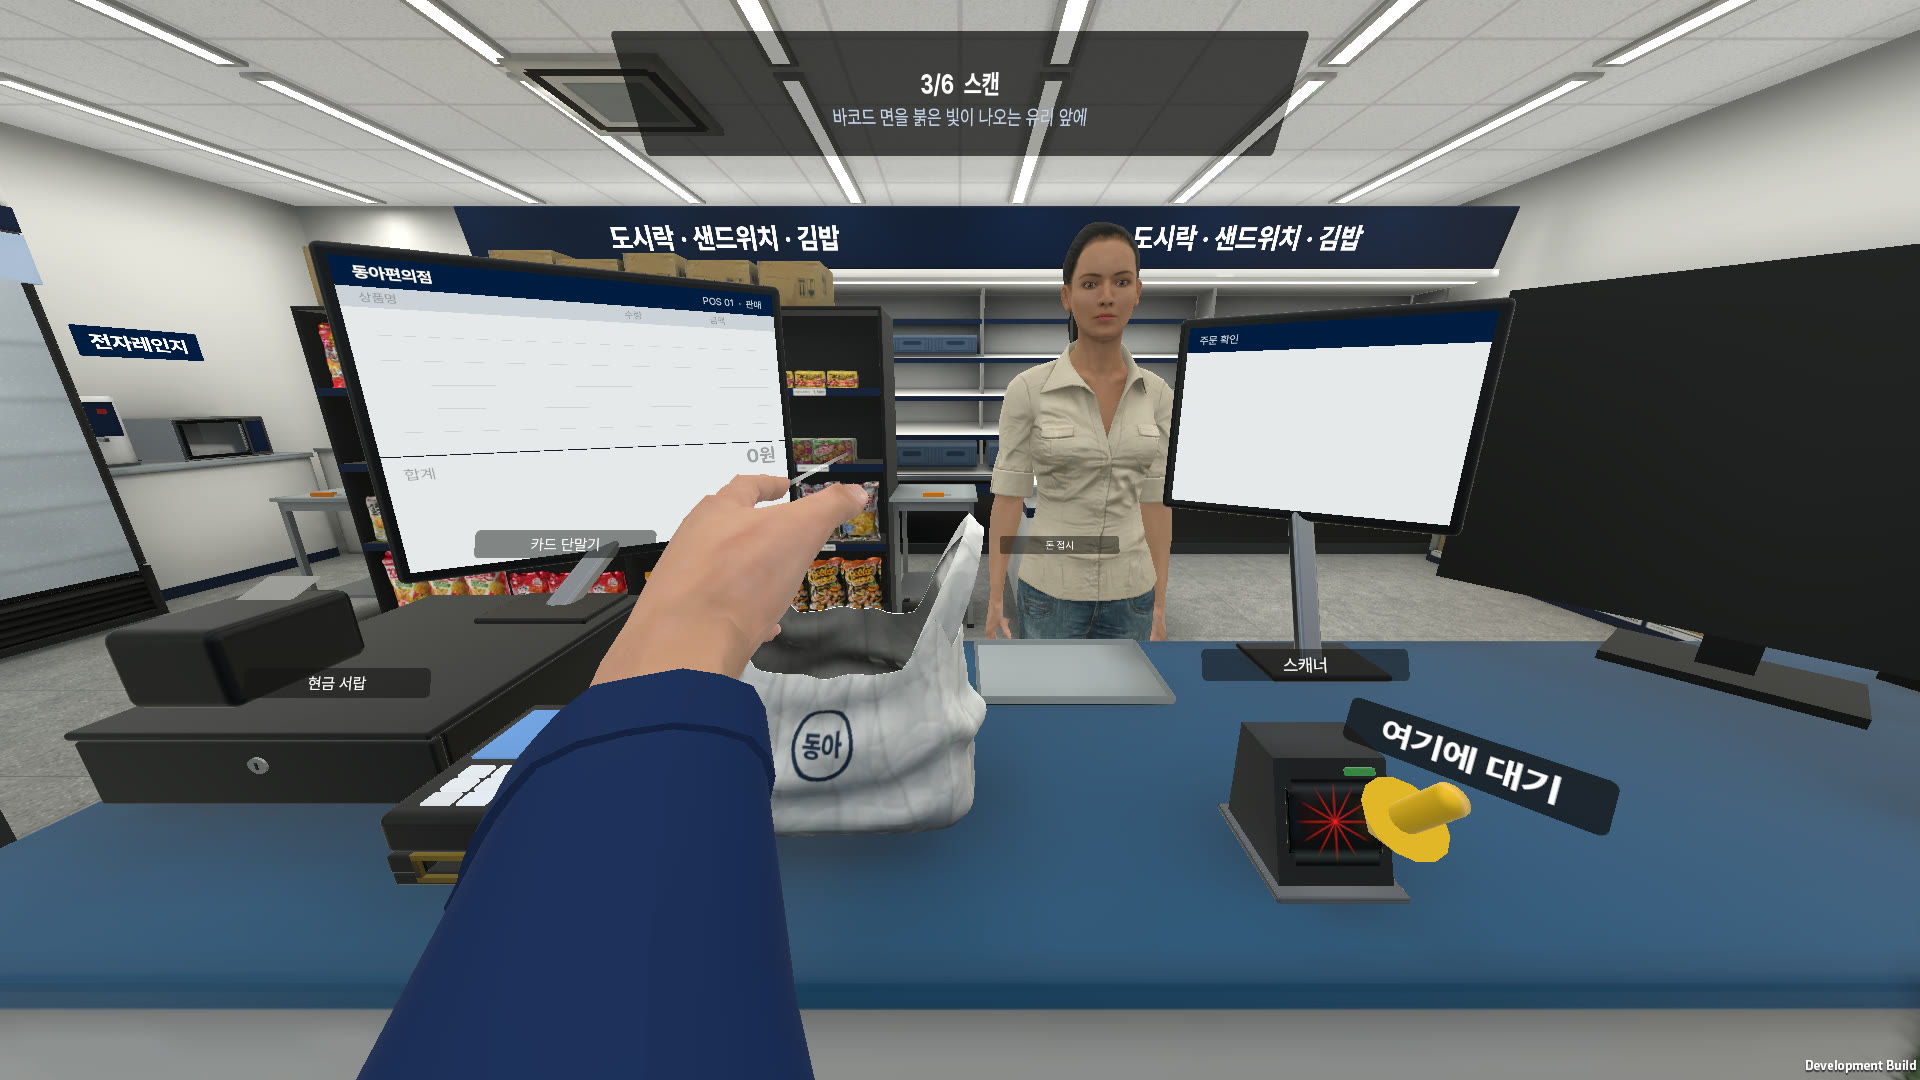 3/6 스캔
바코드 면을 붉은 빛이 나오는 유리 앞에
도시락 · 샌드위치 · 김밥
도시락 · 샌드위치 · 김밥
동아편의점
POS 01 - 판매
상품명
수량
금액
전자레인지
주문 확인
0원
합계
카드 단말기
돈 접시
스캐너
현금 서랍
여기에 대기
동아
Development Build